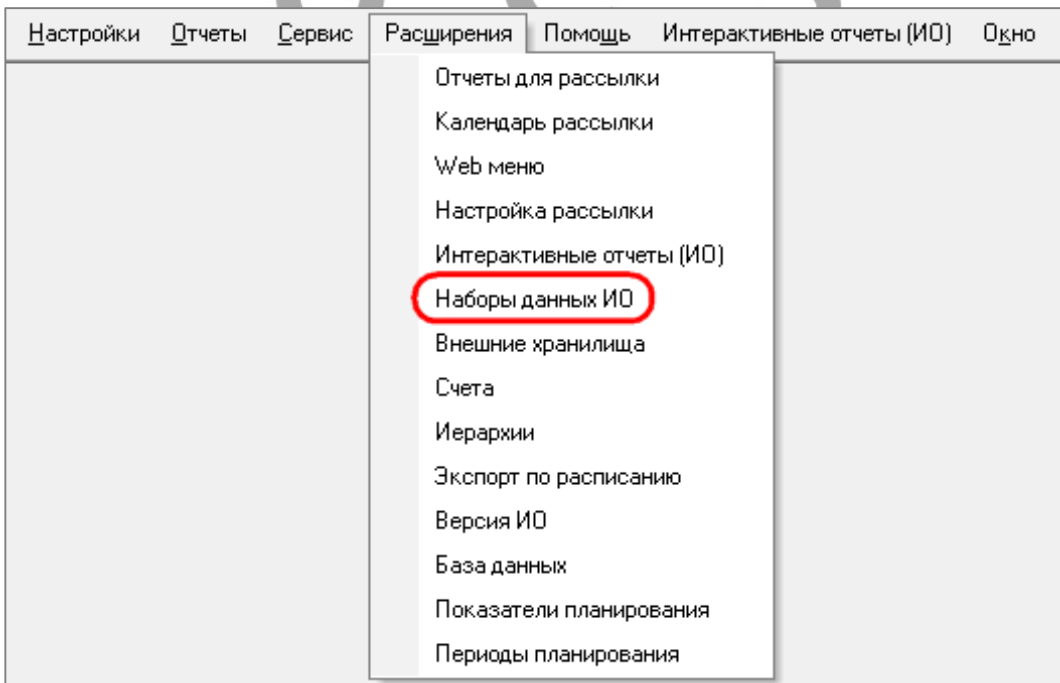 Настройки Отчеты Сервис Расширения Помощь Интерактивные отчеты (ИО) Окно
Отчеты для рассылки
Календарь рассылки
Web меню
Настройка рассылки
Интерактивные отчеты (ИО)
Наборы данных ИО
Внешние хранилища
Счета
Иерархии
Экспорт по расписанию
Версия ИО
База данных
Показатели планирования
Периоды планирования